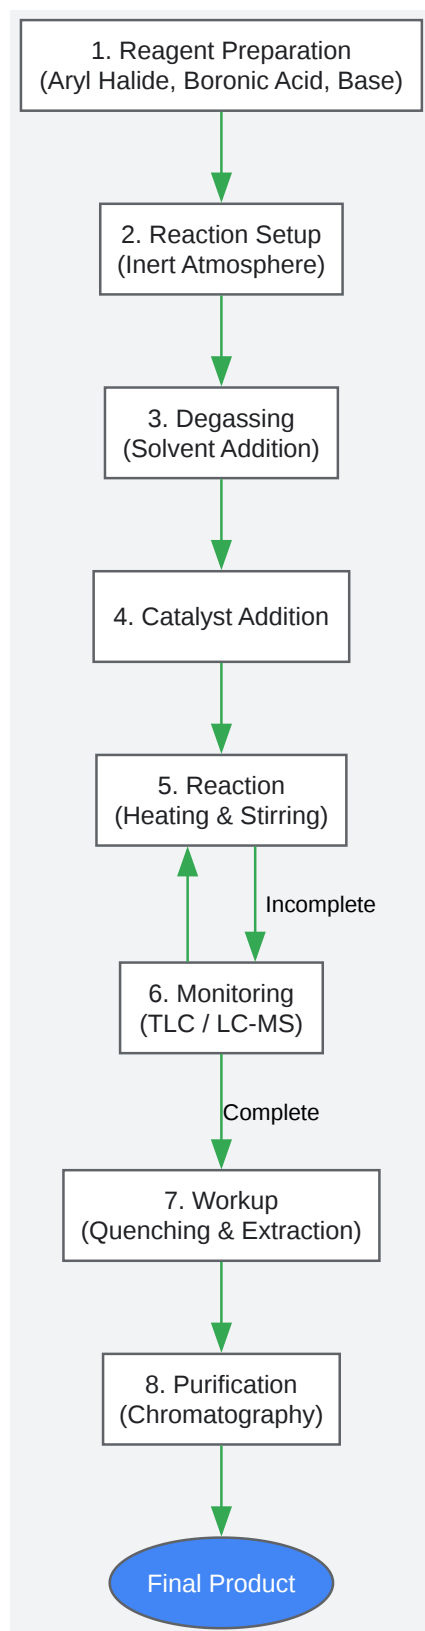 1. Reagent Preparation
(Aryl Halide, Boronic Acid, Base)
2. Reaction Setup
(Inert Atmosphere)
3. Degassing
(Solvent Addition)
4. Catalyst Addition
5. Reaction
(Heating & Stirring)
Incomplete
6. Monitoring
(TLC / LC-MS)
Complete
7. Workup
(Quenching & Extraction)
8. Purification
(Chromatography)
Final Product